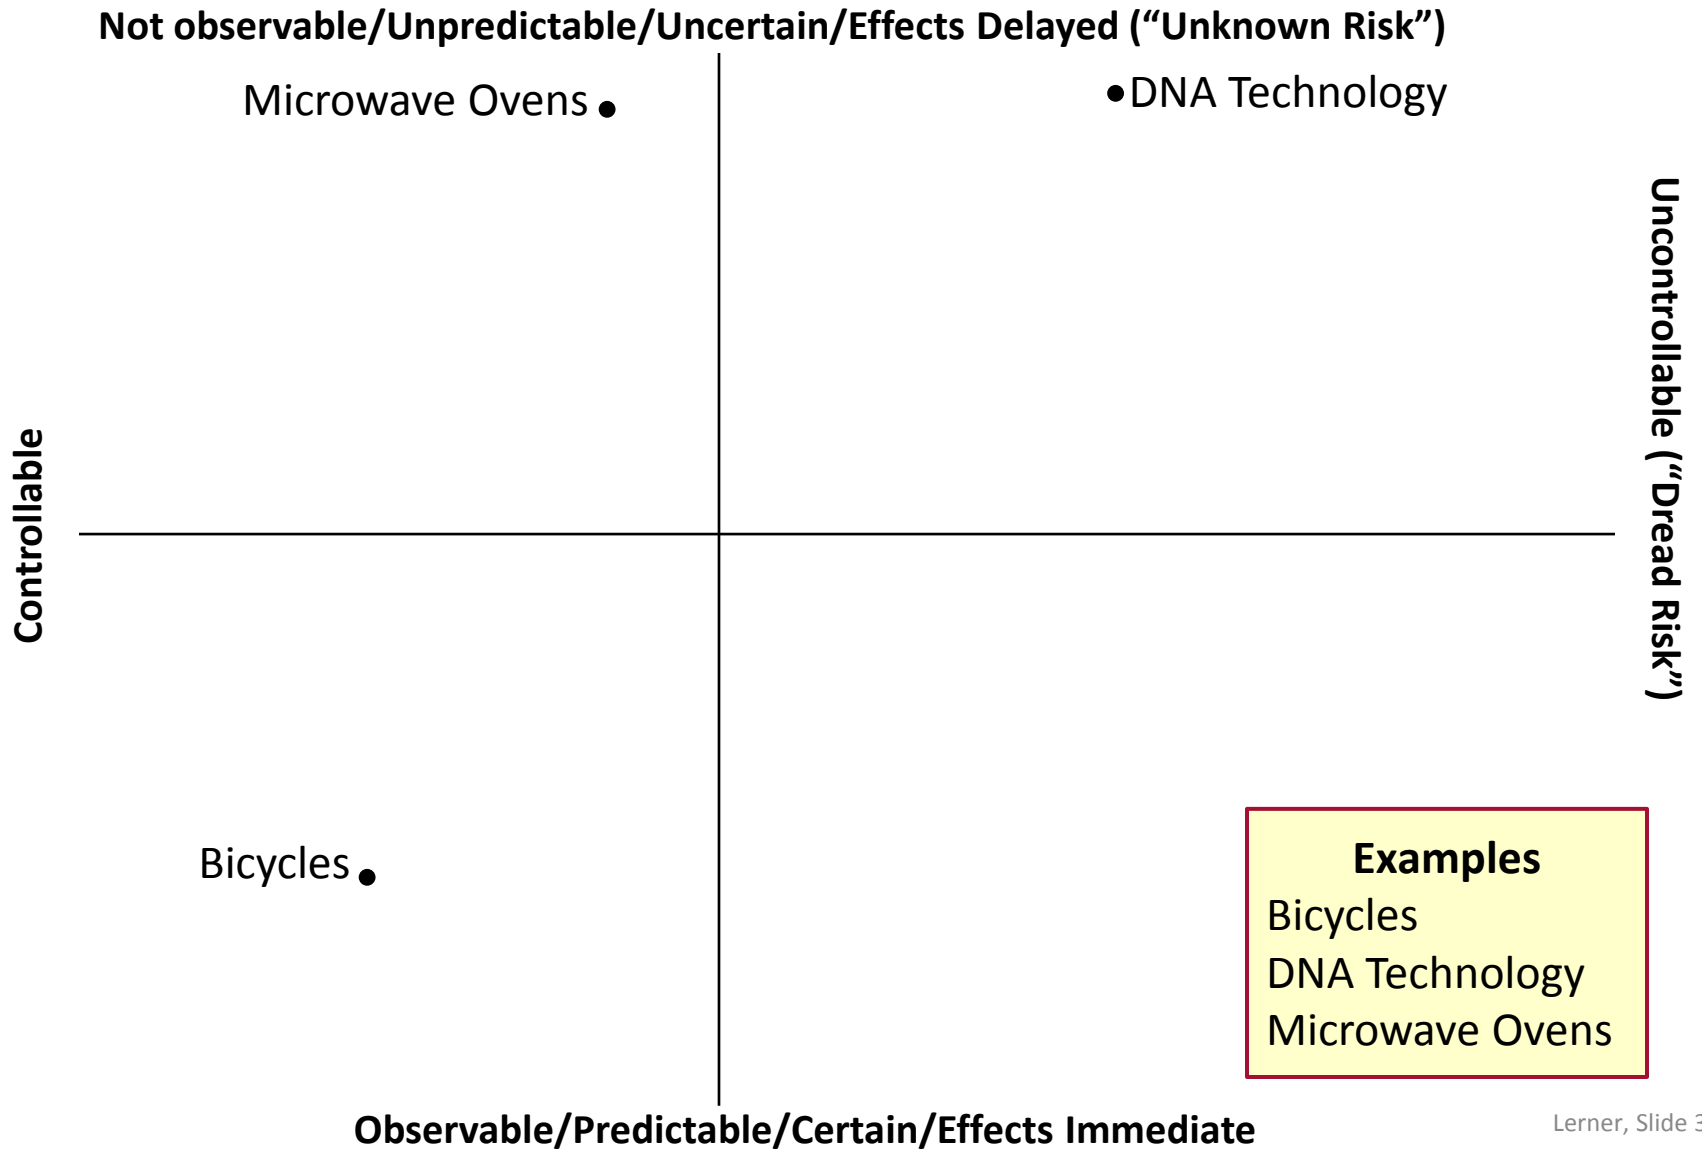 Not observable/Unpredictable/Uncertain/Effects Delayed (“Unknown Risk”)
Microwave Ovens
DNA Technology
Controllable
Uncontrollable (“Dread Risk”)
Bicycles
Examples
Bicycles
DNA Technology
Microwave Ovens
Observable/Predictable/Certain/Effects Immediate
Lerner, Slide 3